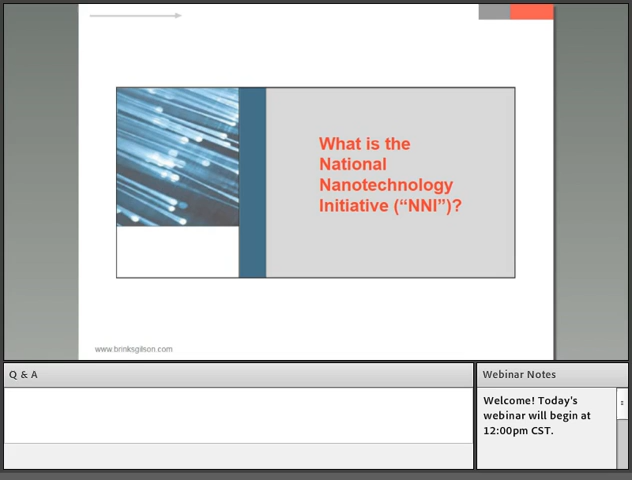 What is the
National
Nanotechnology
Initiative (“NNI”)?
www.brinksgilson.com
Q & A
Webinar Notes
Welcome! Today's
webinar will begin at
12:00pm CST.